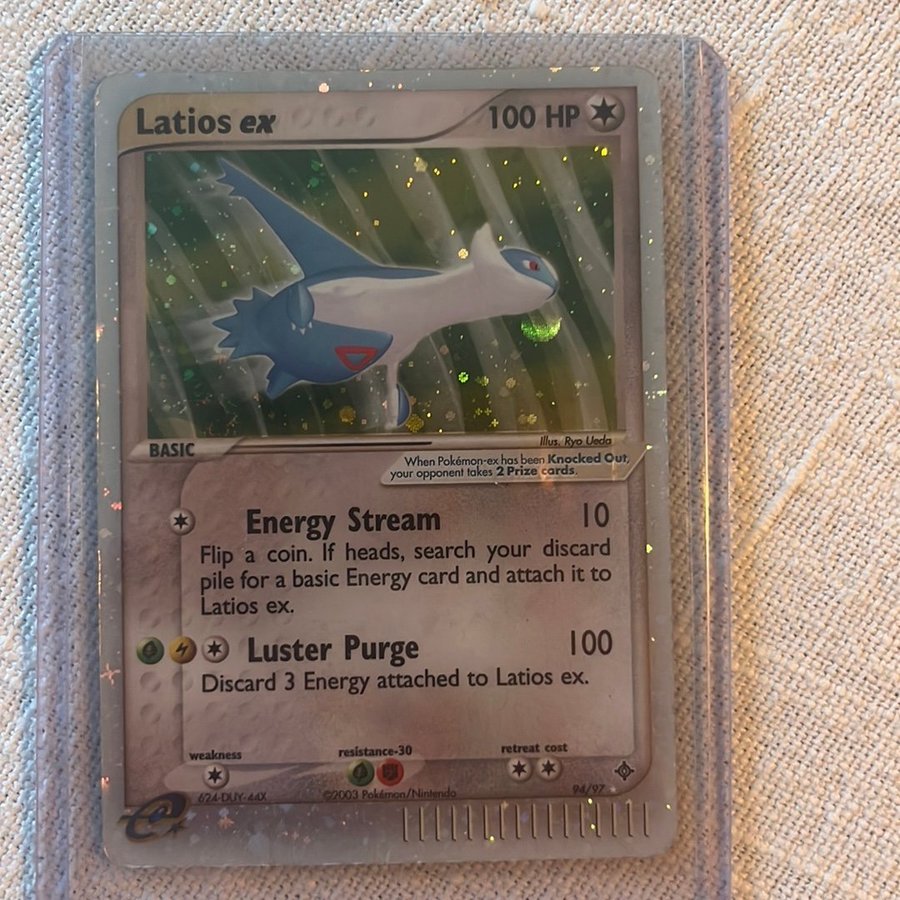 Latios ex 100 HP
BASIC
Illus. Ryo Ueda
When Pokémon-ex has been Knocked Out,
your opponent takes 2 Prize cards.
Energy Stream 10
Flip a coin. If heads, search your discard
pile for a basic Energy card and attach it to
Latios ex.
Luster Purge 100
Discard 3 Energy attached to Latios ex.
weakness resistance-30 retreat cost
624-DUY-44X ©2003 Pokémon/Nintendo 94/97
e